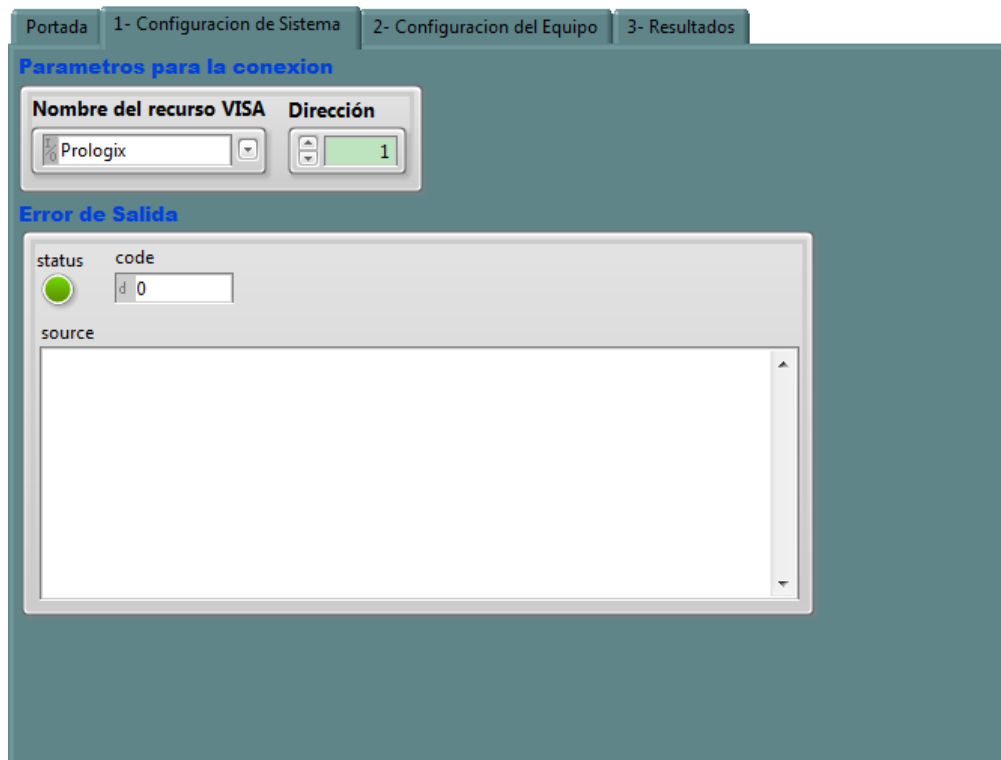 Portada 1- Configuracion de Sistema 2- Configuracion del Equipo 3- Resultados
Parametros para la conexion
Nombre del recurso VISA Dirección
I/O Prologix 1
Error de Salida
status code
d 0
source